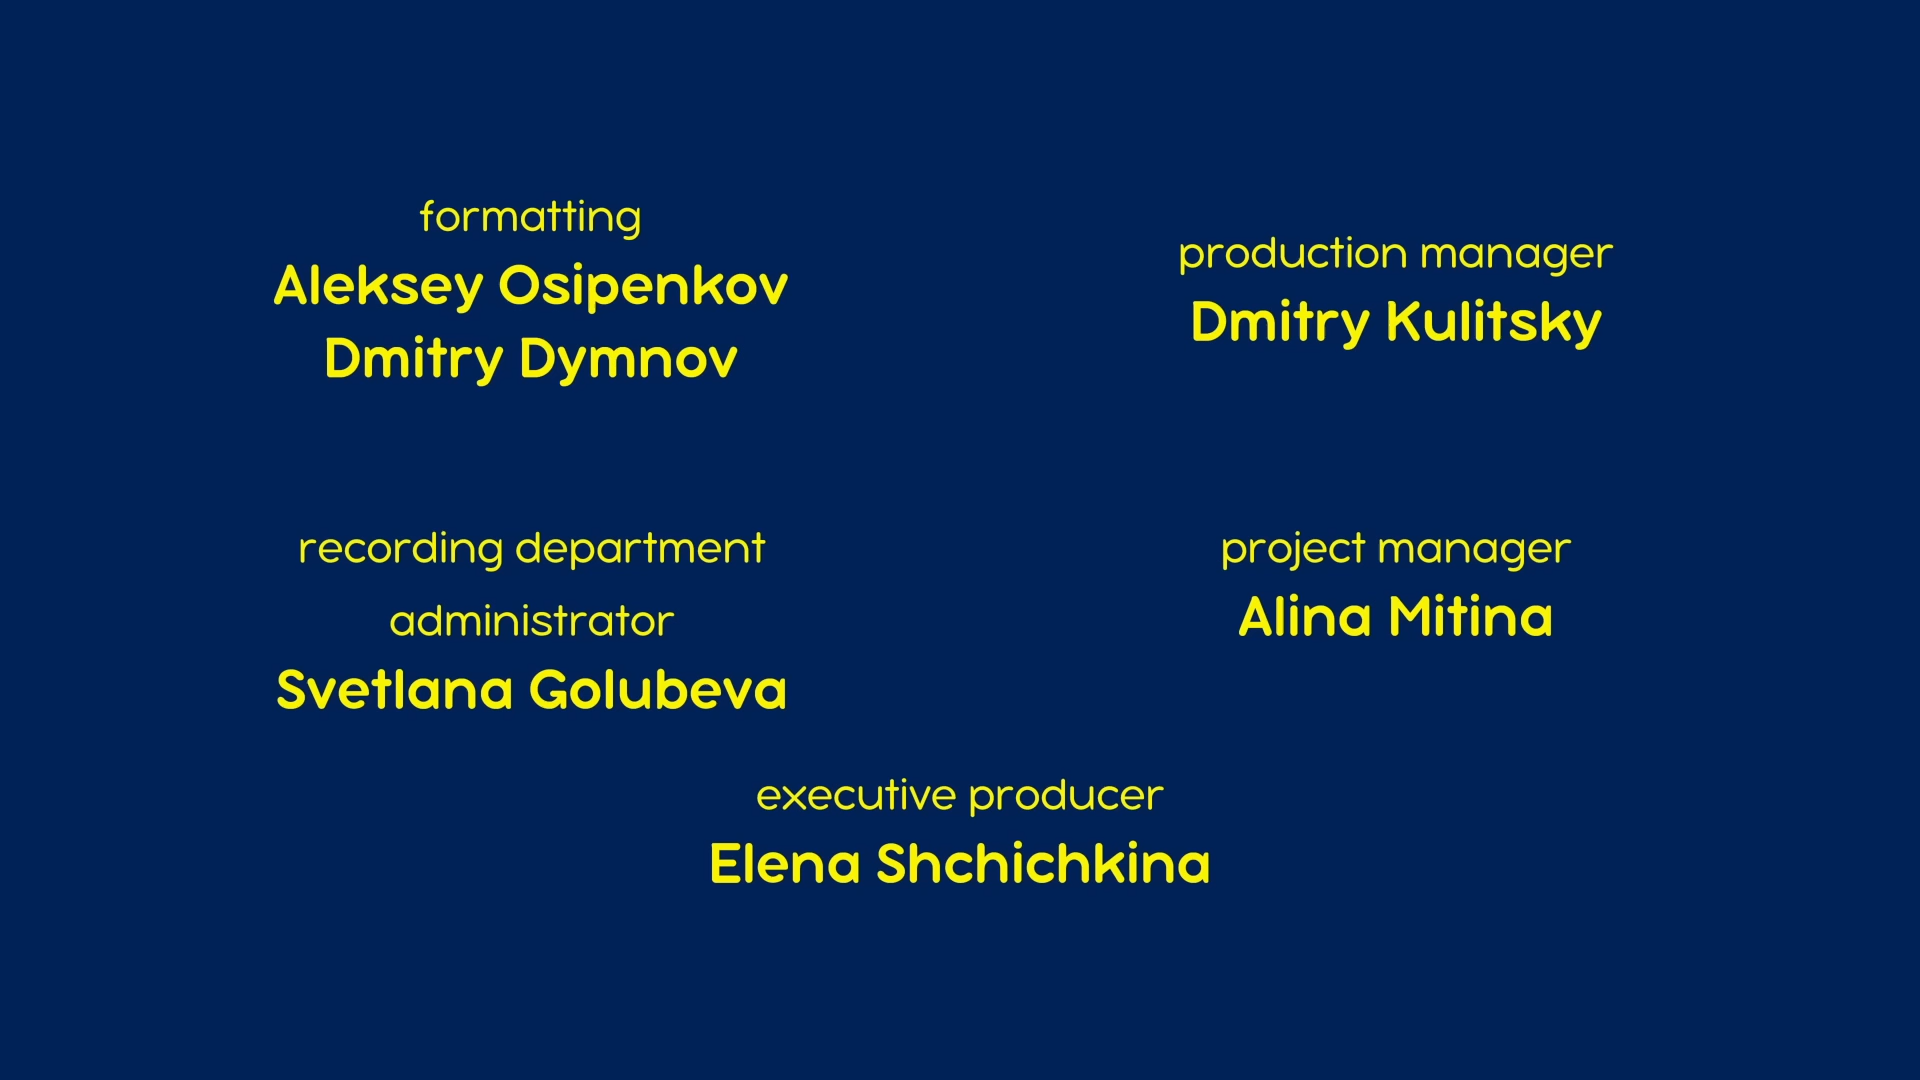 formatting
Aleksey Osipenkov
Dmitry Dymnov
production manager
Dmitry Kulitsky
recording department
administrator
Svetlana Golubeva
project manager
Alina Mitina
executive producer
Elena Shchichkina